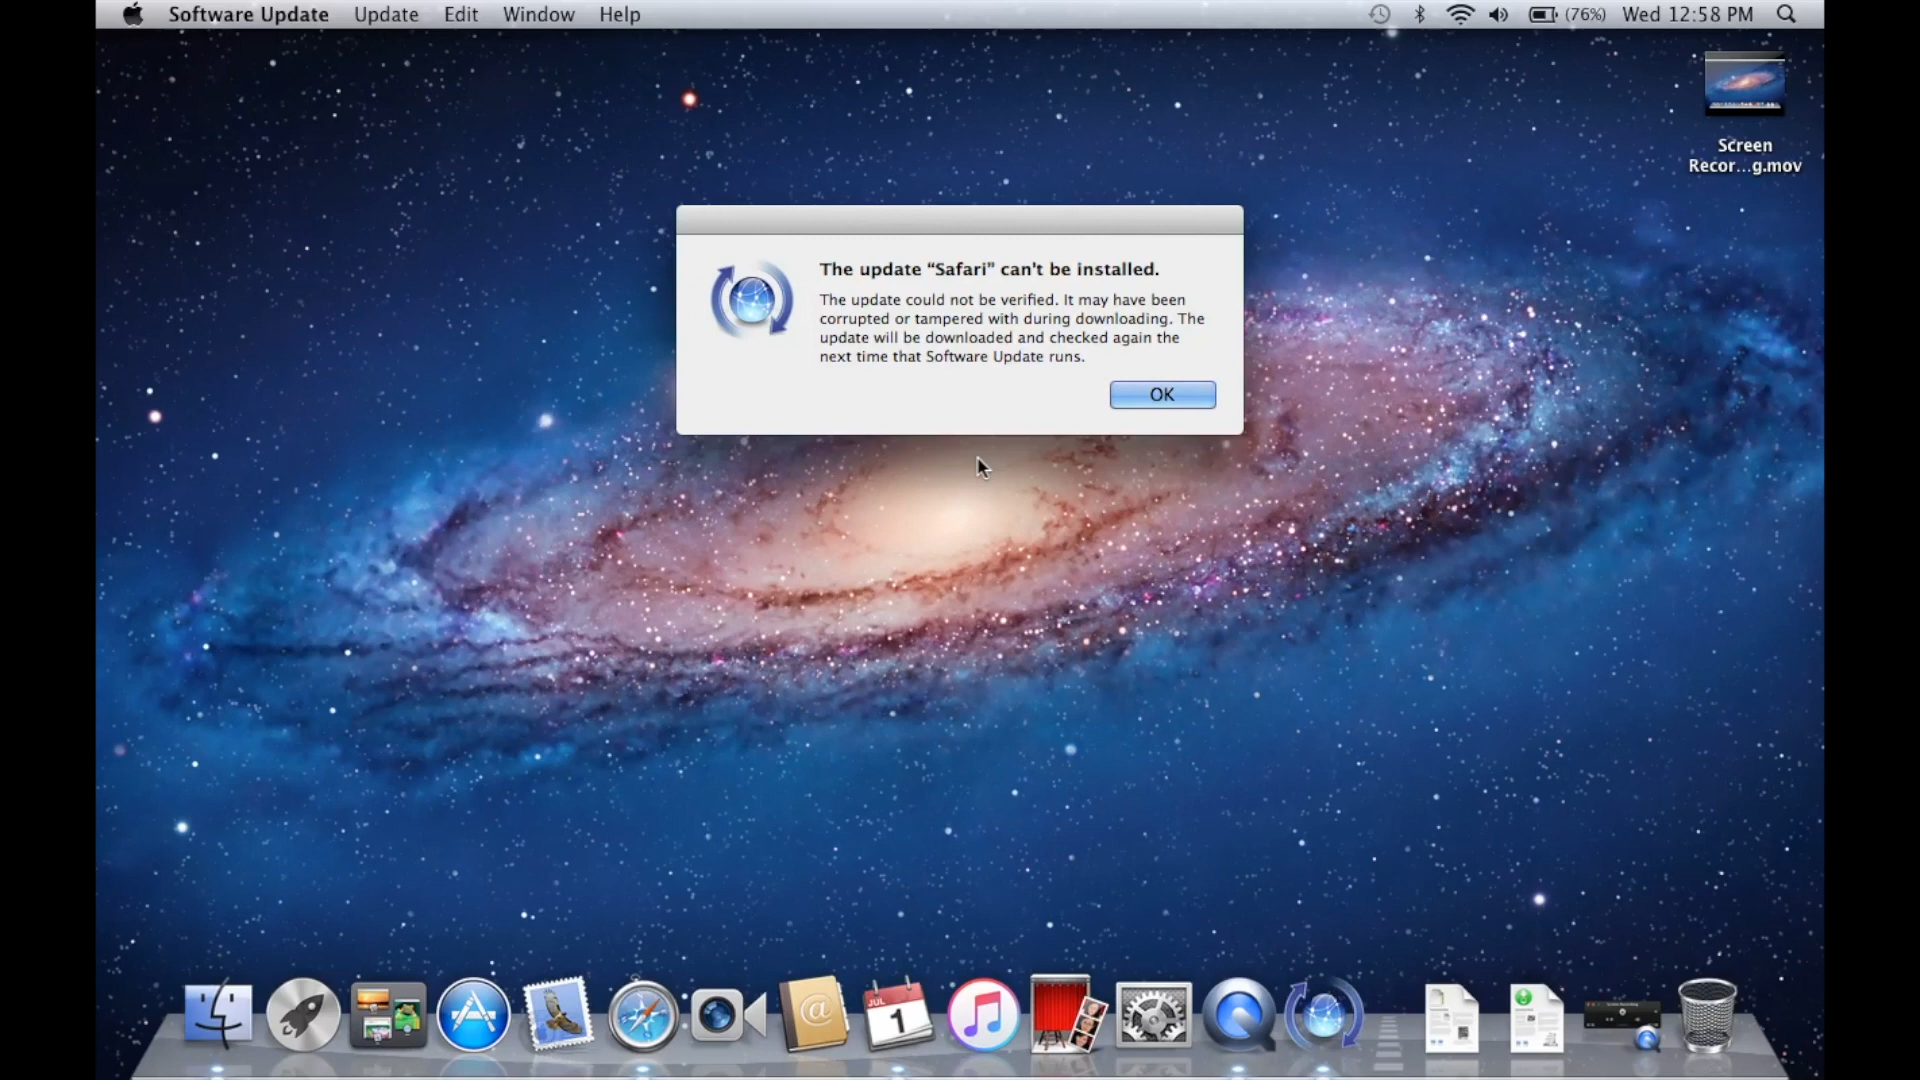 Software Update Update Edit Window Help (76%) Wed 12:58 PM
Screen
Recor...g.mov
The update “Safari” can't be installed.
The update could not be verified. It may have been
corrupted or tampered with during downloading. The
update will be downloaded and checked again the
next time that Software Update runs.
OK
JUL
1